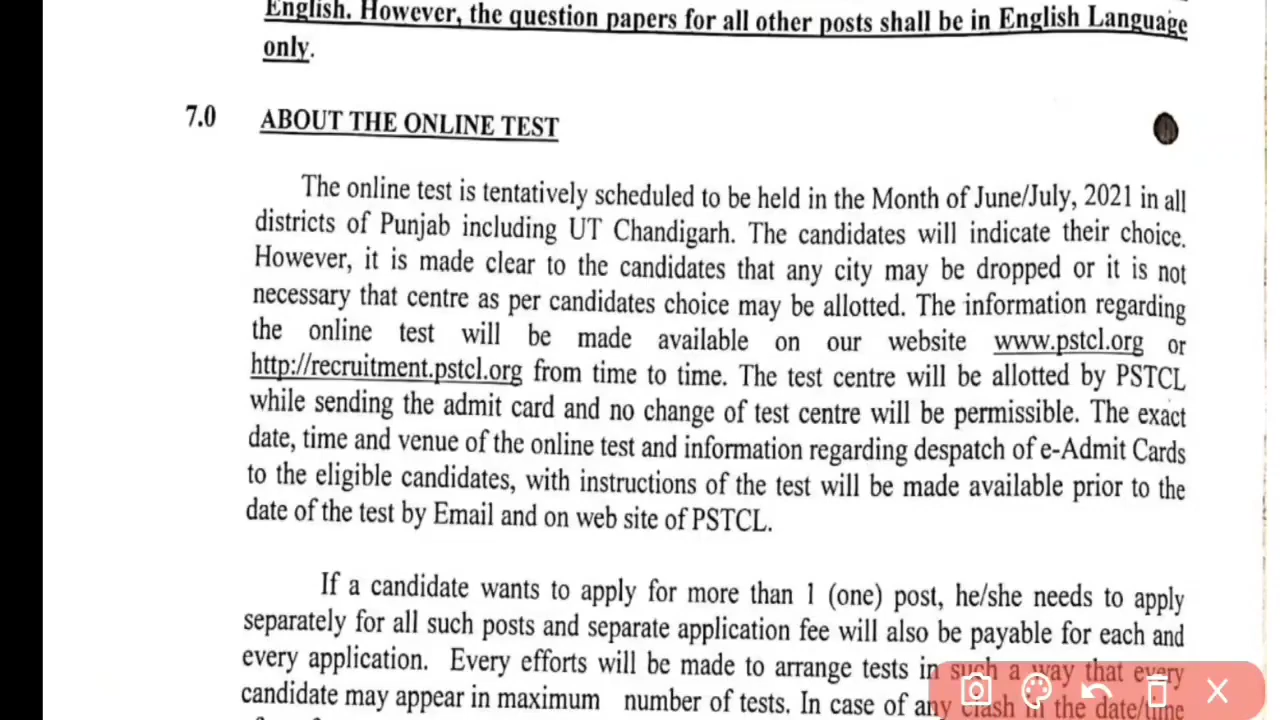 English. However, the question papers for all other posts shall be in English Language
only.
7.0 ABOUT THE ONLINE TEST
The online test is tentatively scheduled to be held in the Month of June/July, 2021 in all
districts of Punjab including UT Chandigarh. The candidates will indicate their choice.
However, it is made clear to the candidates that any city may be dropped or it is not
necessary that centre as per candidates choice may be allotted. The information regarding
the online test will be made available on our website www.pstcl.org or
http://recruitment.pstcl.org from time to time. The test centre will be allotted by PSTCL
while sending the admit card and no change of test centre will be permissible. The exact
date, time and venue of the online test and information regarding despatch of e-Admit Cards
to the eligible candidates, with instructions of the test will be made available prior to the
date of the test by Email and on web site of PSTCL.
If a candidate wants to apply for more than 1 (one) post, he/she needs to apply
separately for all such posts and separate application fee will also be payable for each and
every application. Every efforts will be made to arrange tests in such a way that every
candidate may appear in maximum number of tests. In case of any clash in the date/time